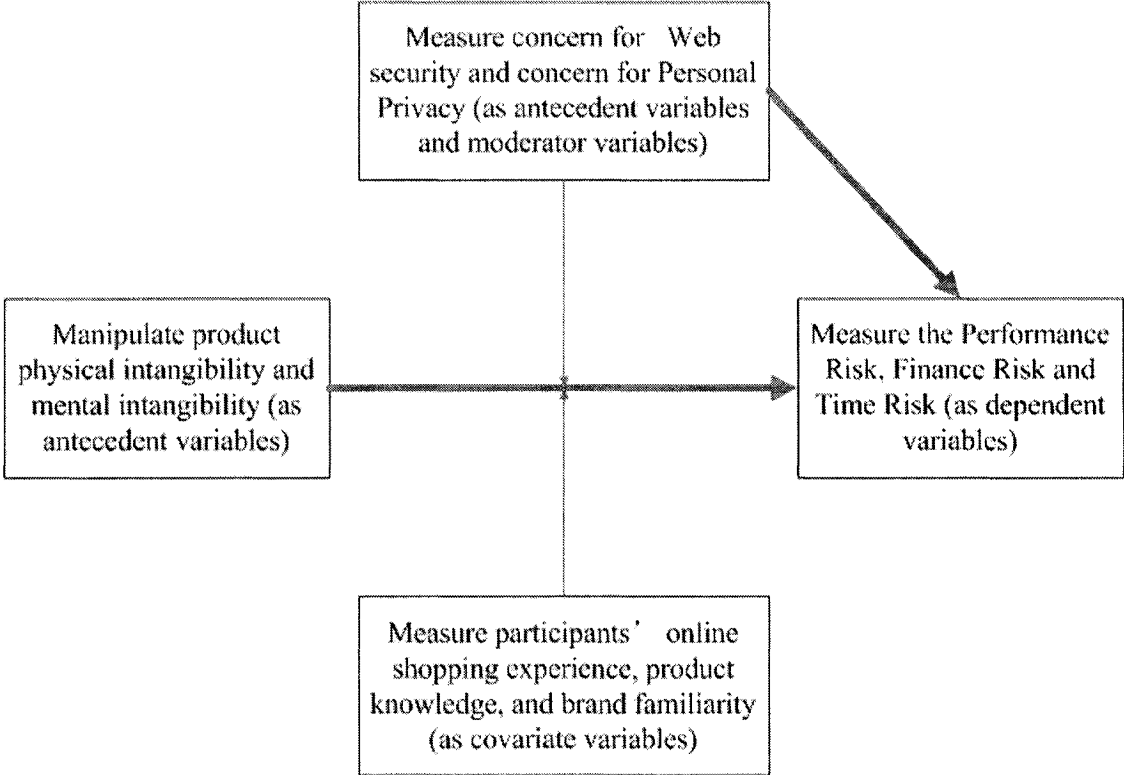 Measure concern for Web
security and concern for Personal
Privacy (as antecedent variables
and moderator variables)
Manipulate product
physical intangibility and
mental intangibility (as
antecedent variables)
Measure the Performance
Risk, Finance Risk and
Time Risk (as dependent
variables)
Measure participants' online
shopping experience, product
knowledge, and brand familiarity
(as covariate variables)